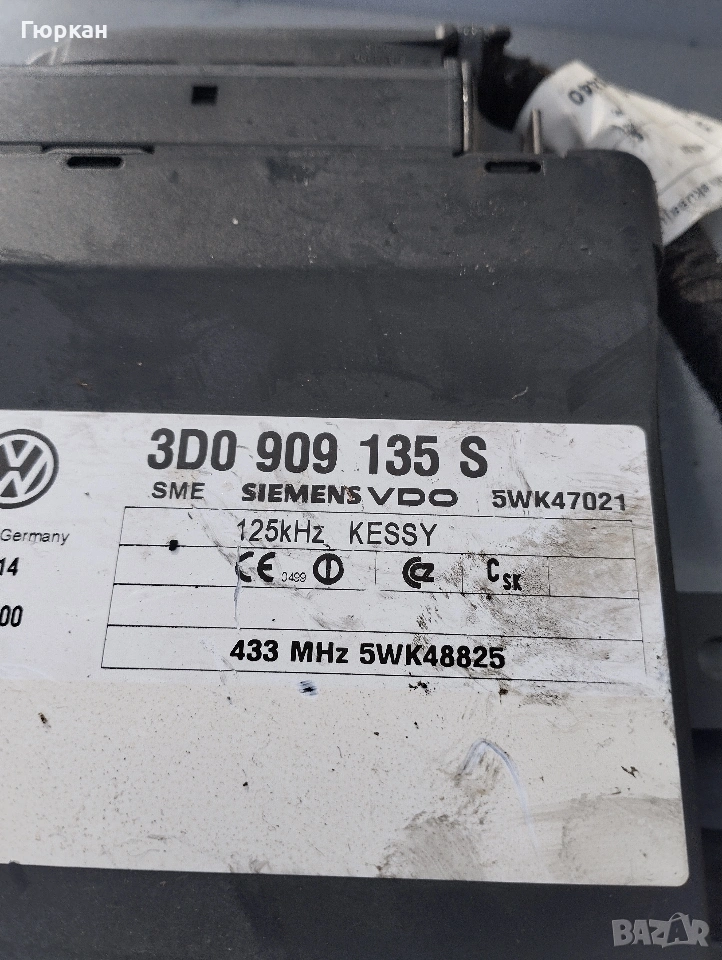 Гюркан
3D0 909 135 S
SME SIEMENS VDO 5WK47021
125kHz KESSY
Germany
CE 0499
14
C SK
00
433 MHz 5WK48825
BAZAR